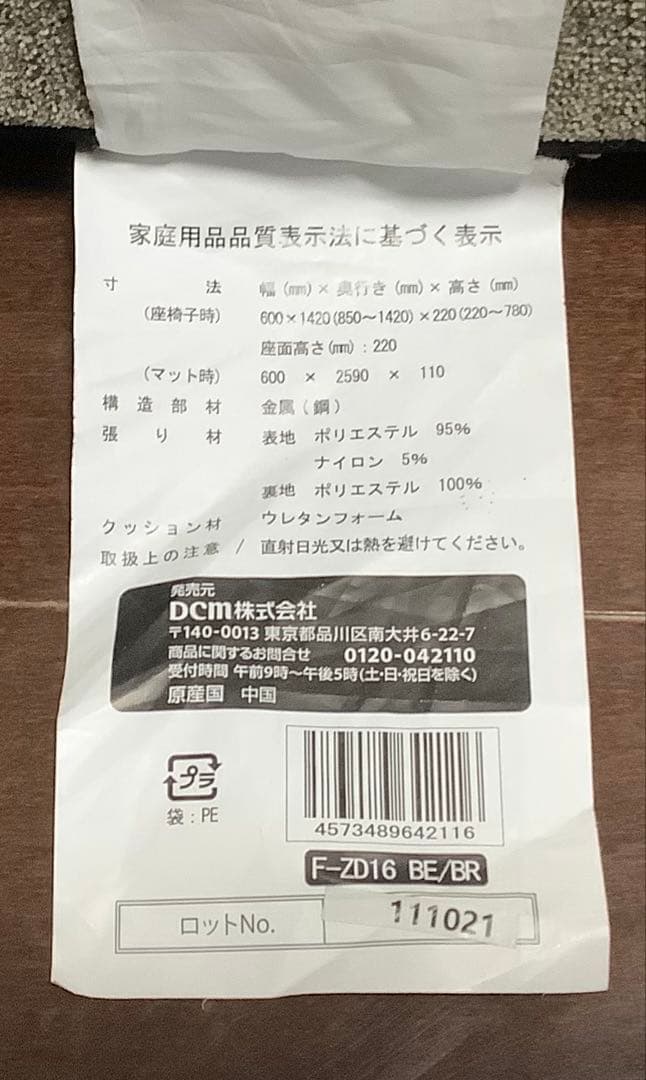 家庭用品品質表示法に基づく表示
寸法 幅(mm)×奥行き(mm)×高さ(mm)
(座椅子時) 600×1420(850～1420)×220(220～780)
座面高さ(mm):220
(マット時) 600 × 2590 × 110
構造部材 金属(鋼)
張り材 表地 ポリエステル 95%
ナイロン 5%
裏地 ポリエステル 100%
クッション材 ウレタンフォーム
取扱上の注意 / 直射日光又は熱を避けてください。
発売元
DCM株式会社
〒140-0013 東京都品川区南大井6-22-7
商品に関するお問合せ 0120-042110
受付時間 午前9時～午後5時(土・日・祝日を除く)
原産国 中国
プラ
袋:PE
4573489642116
F-ZD16 BE/BR
ロットNo. 111021